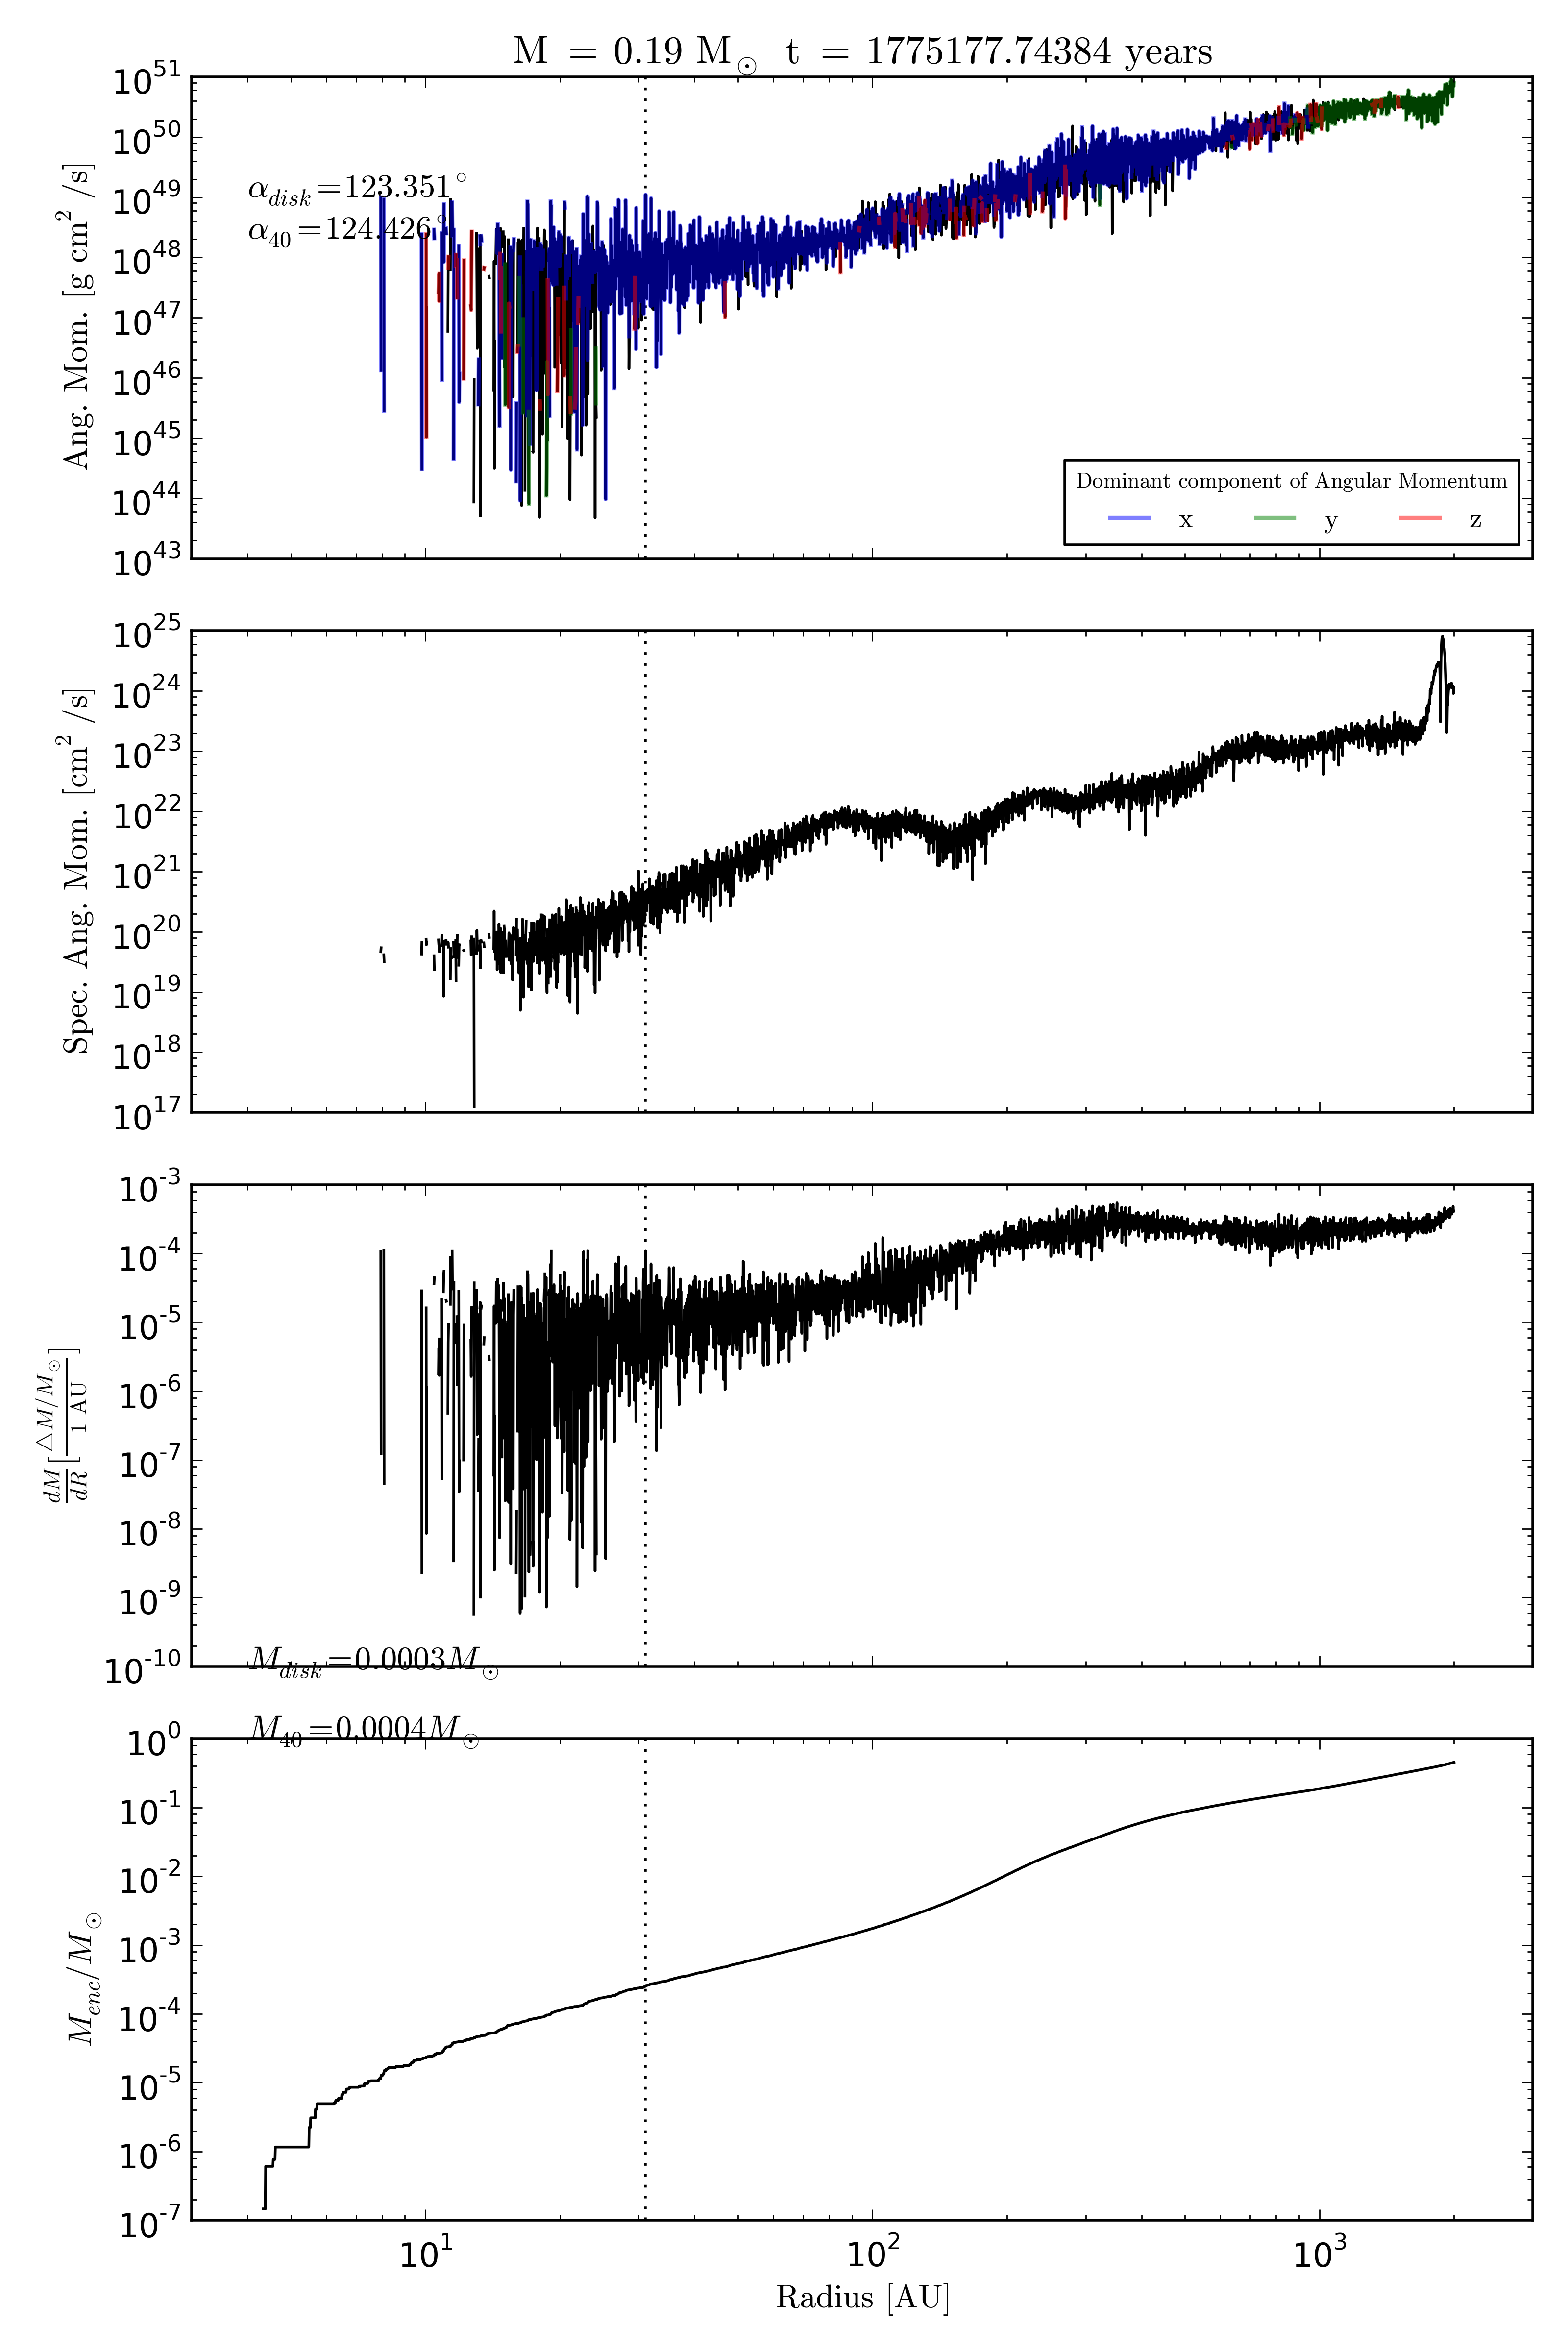 M = 0.19 M⊙ t = 1775177.74384 years
10^51
10^50
10^49
10^48
10^47
10^46
10^45
10^44
10^43
Ang. Mom. [g cm^2 /s]
α_disk=123.351°
α_40=124.426°
Dominant component of Angular Momentum
x y z
10^25
10^24
10^23
10^22
10^21
10^20
10^19
10^18
10^17
Spec. Ang. Mom. [cm^2 /s]
10^-3
10^-4
10^-5
10^-6
10^-7
10^-8
10^-9
10^-10
dM/dR [△M/M⊙ / 1 AU]
M_disk=0.0003M⊙
M_40=0.0004M⊙
10^0
10^-1
10^-2
10^-3
10^-4
10^-5
10^-6
10^-7
M_enc/M⊙
10^1 10^2 10^3
Radius [AU]